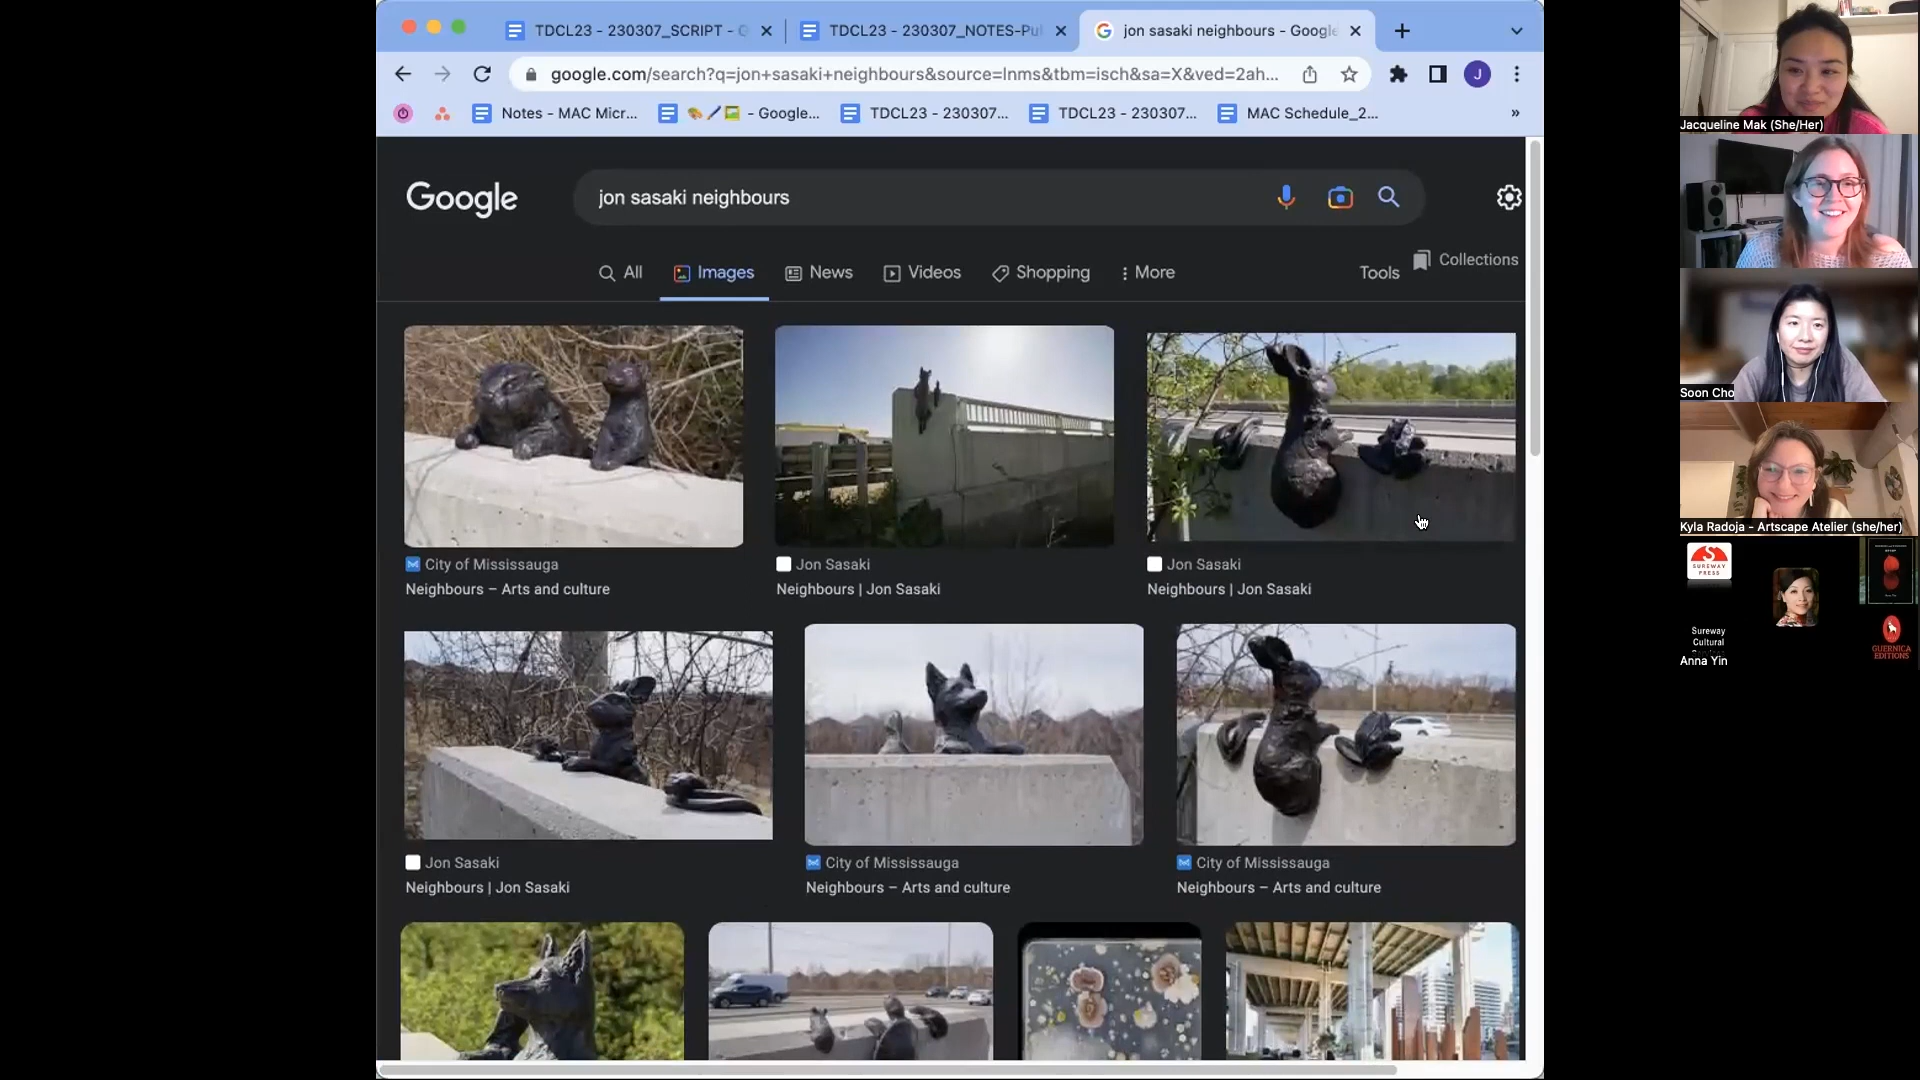 TDCL23 - 230307_SCRIPT - G
TDCL23 - 230307_NOTES-Pu
jon sasaki neighbours - Google
google.com/search?q=jon+sasaki+neighbours&source=lnms&tbm=isch&sa=X&ved=2ah...
J
Notes - MAC Micr...
- Google...
TDCL23 - 230307...
TDCL23 - 230307...
MAC Schedule_2...
»
Google
jon sasaki neighbours
All
Images
News
Videos
Shopping
More
Tools
Collections
City of Mississauga
Neighbours – Arts and culture
Jon Sasaki
Neighbours | Jon Sasaki
Jon Sasaki
Neighbours | Jon Sasaki
Jon Sasaki
Neighbours | Jon Sasaki
City of Mississauga
Neighbours – Arts and culture
City of Mississauga
Neighbours – Arts and culture
Jacqueline Mak (She/Her)
Soon Cho
Kyla Radoja - Artscape Atelier (she/her)
SUREWAY
PRESS
Sureway
Cultural
Anna Yin
GUERNICA
EDITIONS